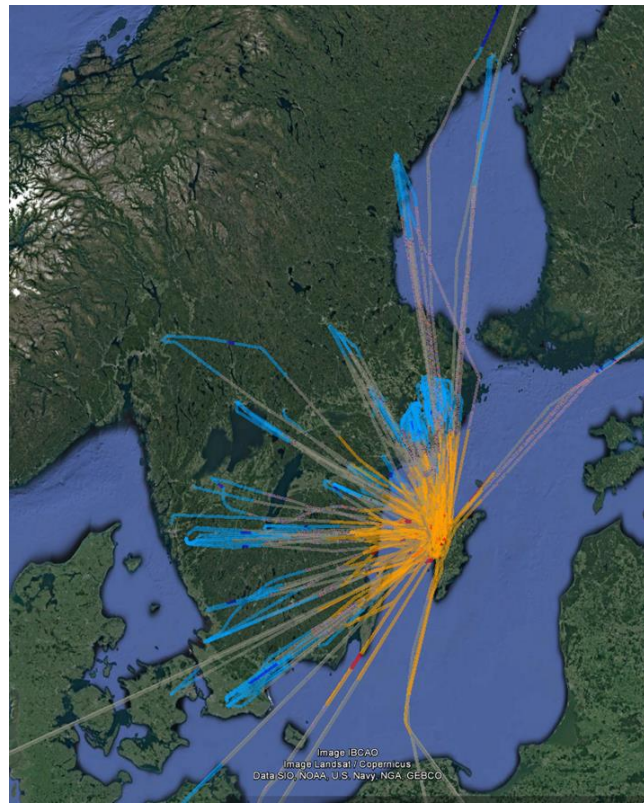 Image IBCAO
Image Landsat / Copernicus
Data SIO, NOAA, U.S. Navy, NGA, GEBCO